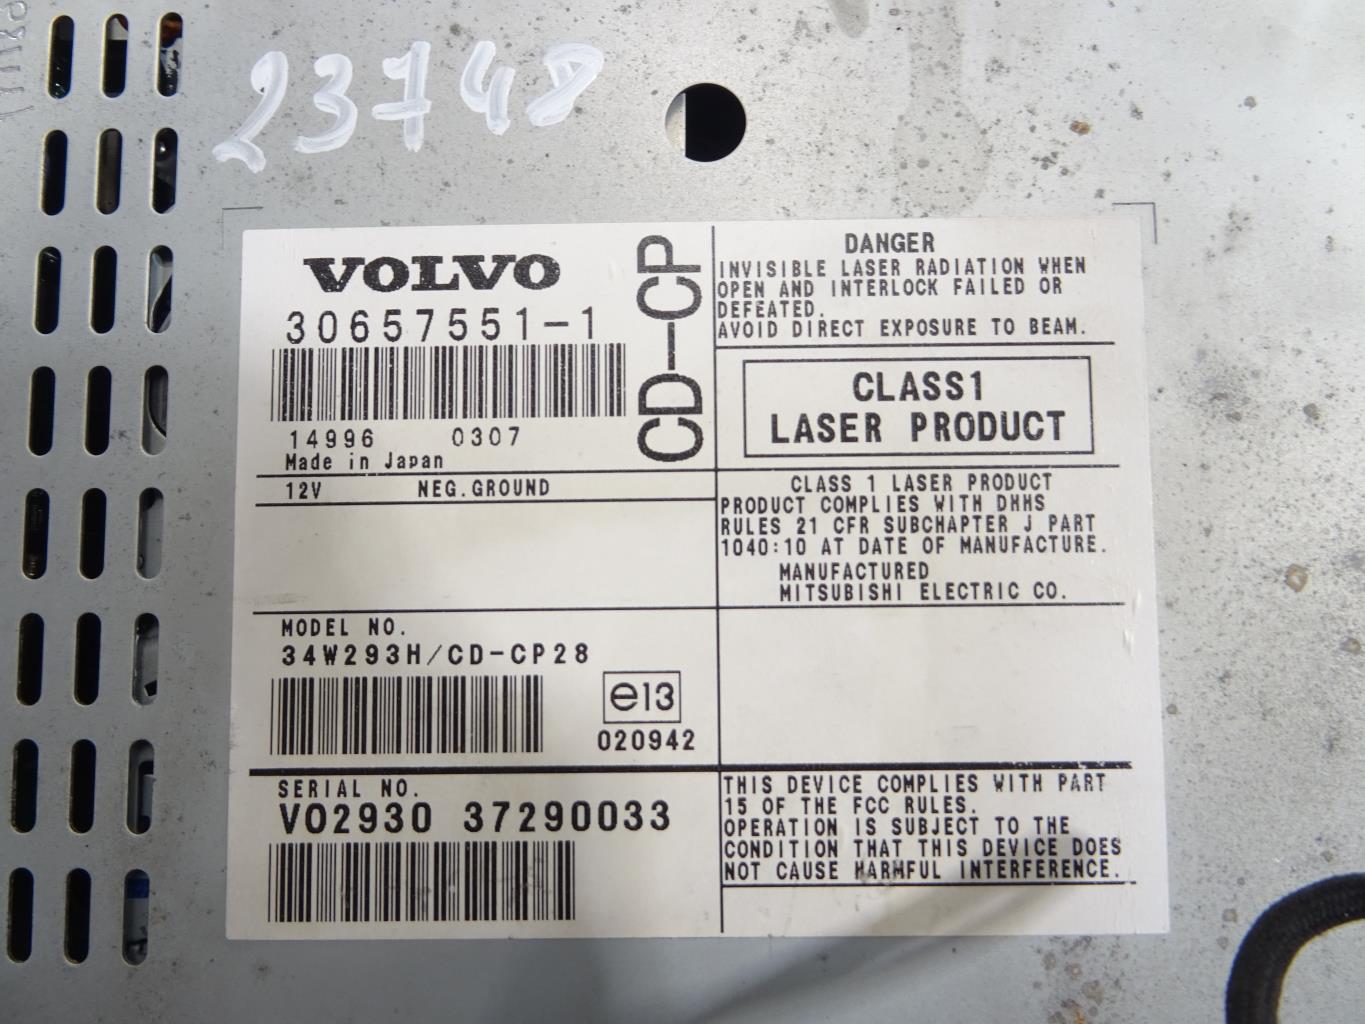 23748
VOLVO
30657551-1
14996 0307
Made in Japan
CD-CP
12V NEG.GROUND
MODEL NO.
34W293H/CD-CP28
e13
020942
SERIAL NO.
VO2930 37290033
DANGER
INVISIBLE LASER RADIATION WHEN
OPEN AND INTERLOCK FAILED OR
DEFEATED.
AVOID DIRECT EXPOSURE TO BEAM.
CLASS1
LASER PRODUCT
CLASS 1 LASER PRODUCT
PRODUCT COMPLIES WITH DHHS
RULES 21 CFR SUBCHAPTER J PART
1040:10 AT DATE OF MANUFACTURE.
MANUFACTURED
MITSUBISHI ELECTRIC CO.
THIS DEVICE COMPLIES WITH PART
15 OF THE FCC RULES.
OPERATION IS SUBJECT TO THE
CONDITION THAT THIS DEVICE DOES
NOT CAUSE HARMFUL INTERFERENCE.